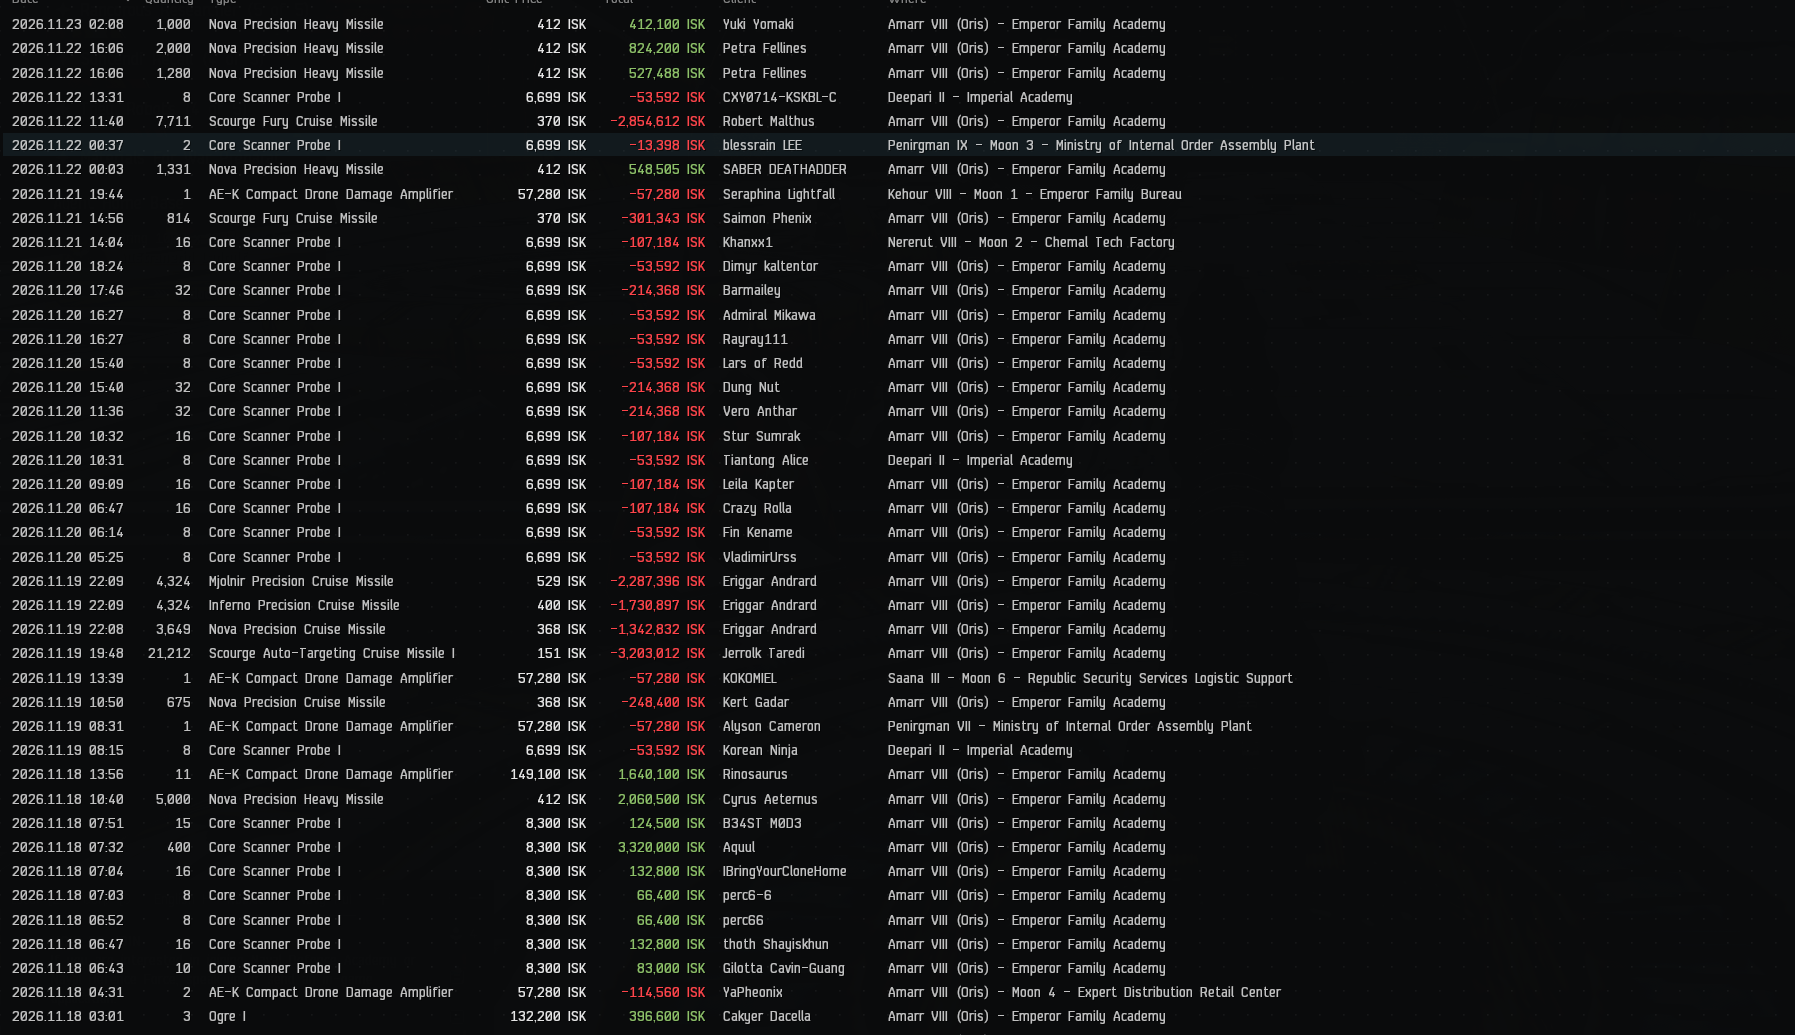 Date Quantity Type Unit Price Total Client Where
2026.11.23 02:08 1,000 Nova Precision Heavy Missile 412 ISK 412,100 ISK Yuki Yomaki Amarr VIII (Oris) - Emperor Family Academy
2026.11.22 16:06 2,000 Nova Precision Heavy Missile 412 ISK 824,200 ISK Petra Fellines Amarr VIII (Oris) - Emperor Family Academy
2026.11.22 16:06 1,280 Nova Precision Heavy Missile 412 ISK 527,488 ISK Petra Fellines Amarr VIII (Oris) - Emperor Family Academy
2026.11.22 13:31 8 Core Scanner Probe I 6,699 ISK -53,592 ISK CXY0714-KSKBL-C Deepari II - Imperial Academy
2026.11.22 11:40 7,711 Scourge Fury Cruise Missile 370 ISK -2,854,612 ISK Robert Malthus Amarr VIII (Oris) - Emperor Family Academy
2026.11.22 00:37 2 Core Scanner Probe I 6,699 ISK -13,398 ISK blessrain LEE Penirgman IX - Moon 3 - Ministry of Internal Order Assembly Plant
2026.11.22 00:03 1,331 Nova Precision Heavy Missile 412 ISK 548,505 ISK SABER DEATHADDER Amarr VIII (Oris) - Emperor Family Academy
2026.11.21 19:44 1 AE-K Compact Drone Damage Amplifier 57,280 ISK -57,280 ISK Seraphina Lightfall Kehour VIII - Moon 1 - Emperor Family Bureau
2026.11.21 14:56 814 Scourge Fury Cruise Missile 370 ISK -301,343 ISK Saimon Phenix Amarr VIII (Oris) - Emperor Family Academy
2026.11.21 14:04 16 Core Scanner Probe I 6,699 ISK -107,184 ISK Khanxx1 Nererut VIII - Moon 2 - Chemal Tech Factory
2026.11.20 18:24 8 Core Scanner Probe I 6,699 ISK -53,592 ISK Dimyr kaltentor Amarr VIII (Oris) - Emperor Family Academy
2026.11.20 17:46 32 Core Scanner Probe I 6,699 ISK -214,368 ISK Barmailey Amarr VIII (Oris) - Emperor Family Academy
2026.11.20 16:27 8 Core Scanner Probe I 6,699 ISK -53,592 ISK Admiral Mikawa Amarr VIII (Oris) - Emperor Family Academy
2026.11.20 16:27 8 Core Scanner Probe I 6,699 ISK -53,592 ISK Rayray111 Amarr VIII (Oris) - Emperor Family Academy
2026.11.20 15:40 8 Core Scanner Probe I 6,699 ISK -53,592 ISK Lars of Redd Amarr VIII (Oris) - Emperor Family Academy
2026.11.20 15:40 32 Core Scanner Probe I 6,699 ISK -214,368 ISK Dung Nut Amarr VIII (Oris) - Emperor Family Academy
2026.11.20 11:36 32 Core Scanner Probe I 6,699 ISK -214,368 ISK Vero Anthar Amarr VIII (Oris) - Emperor Family Academy
2026.11.20 10:32 16 Core Scanner Probe I 6,699 ISK -107,184 ISK Stur Sumrak Amarr VIII (Oris) - Emperor Family Academy
2026.11.20 10:31 8 Core Scanner Probe I 6,699 ISK -53,592 ISK Tiantong Alice Deepari II - Imperial Academy
2026.11.20 09:09 16 Core Scanner Probe I 6,699 ISK -107,184 ISK Leila Kapter Amarr VIII (Oris) - Emperor Family Academy
2026.11.20 06:47 16 Core Scanner Probe I 6,699 ISK -107,184 ISK Crazy Rolla Amarr VIII (Oris) - Emperor Family Academy
2026.11.20 06:14 8 Core Scanner Probe I 6,699 ISK -53,592 ISK Fin Kename Amarr VIII (Oris) - Emperor Family Academy
2026.11.20 05:25 8 Core Scanner Probe I 6,699 ISK -53,592 ISK VladimirUrss Amarr VIII (Oris) - Emperor Family Academy
2026.11.19 22:09 4,324 Mjolnir Precision Cruise Missile 529 ISK -2,287,396 ISK Eriggar Andrard Amarr VIII (Oris) - Emperor Family Academy
2026.11.19 22:09 4,324 Inferno Precision Cruise Missile 400 ISK -1,730,897 ISK Eriggar Andrard Amarr VIII (Oris) - Emperor Family Academy
2026.11.19 22:08 3,649 Nova Precision Cruise Missile 368 ISK -1,342,832 ISK Eriggar Andrard Amarr VIII (Oris) - Emperor Family Academy
2026.11.19 19:48 21,212 Scourge Auto-Targeting Cruise Missile I 151 ISK -3,203,012 ISK Jerrolk Taredi Amarr VIII (Oris) - Emperor Family Academy
2026.11.19 13:39 1 AE-K Compact Drone Damage Amplifier 57,280 ISK -57,280 ISK KOKOMIEL Saana III - Moon 6 - Republic Security Services Logistic Support
2026.11.19 10:50 675 Nova Precision Cruise Missile 368 ISK -248,400 ISK Kert Gadar Amarr VIII (Oris) - Emperor Family Academy
2026.11.19 08:31 1 AE-K Compact Drone Damage Amplifier 57,280 ISK -57,280 ISK Alyson Cameron Penirgman VII - Ministry of Internal Order Assembly Plant
2026.11.19 08:15 8 Core Scanner Probe I 6,699 ISK -53,592 ISK Korean Ninja Deepari II - Imperial Academy
2026.11.18 13:56 11 AE-K Compact Drone Damage Amplifier 149,100 ISK 1,640,100 ISK Rinosaurus Amarr VIII (Oris) - Emperor Family Academy
2026.11.18 10:40 5,000 Nova Precision Heavy Missile 412 ISK 2,060,500 ISK Cyrus Aeternus Amarr VIII (Oris) - Emperor Family Academy
2026.11.18 07:51 15 Core Scanner Probe I 8,300 ISK 124,500 ISK B34ST M0D3 Amarr VIII (Oris) - Emperor Family Academy
2026.11.18 07:32 400 Core Scanner Probe I 8,300 ISK 3,320,000 ISK Aquul Amarr VIII (Oris) - Emperor Family Academy
2026.11.18 07:04 16 Core Scanner Probe I 8,300 ISK 132,800 ISK IBringYourCloneHome Amarr VIII (Oris) - Emperor Family Academy
2026.11.18 07:03 8 Core Scanner Probe I 8,300 ISK 66,400 ISK perc6-6 Amarr VIII (Oris) - Emperor Family Academy
2026.11.18 06:52 8 Core Scanner Probe I 8,300 ISK 66,400 ISK perc66 Amarr VIII (Oris) - Emperor Family Academy
2026.11.18 06:47 16 Core Scanner Probe I 8,300 ISK 132,800 ISK thoth Shayiskhun Amarr VIII (Oris) - Emperor Family Academy
2026.11.18 06:43 10 Core Scanner Probe I 8,300 ISK 83,000 ISK Gilotta Cavin-Guang Amarr VIII (Oris) - Emperor Family Academy
2026.11.18 04:31 2 AE-K Compact Drone Damage Amplifier 57,280 ISK -114,560 ISK YaPheonix Amarr VIII (Oris) - Moon 4 - Expert Distribution Retail Center
2026.11.18 03:01 3 Ogre I 132,200 ISK 396,600 ISK Cakyer Dacella Amarr VIII (Oris) - Emperor Family Academy